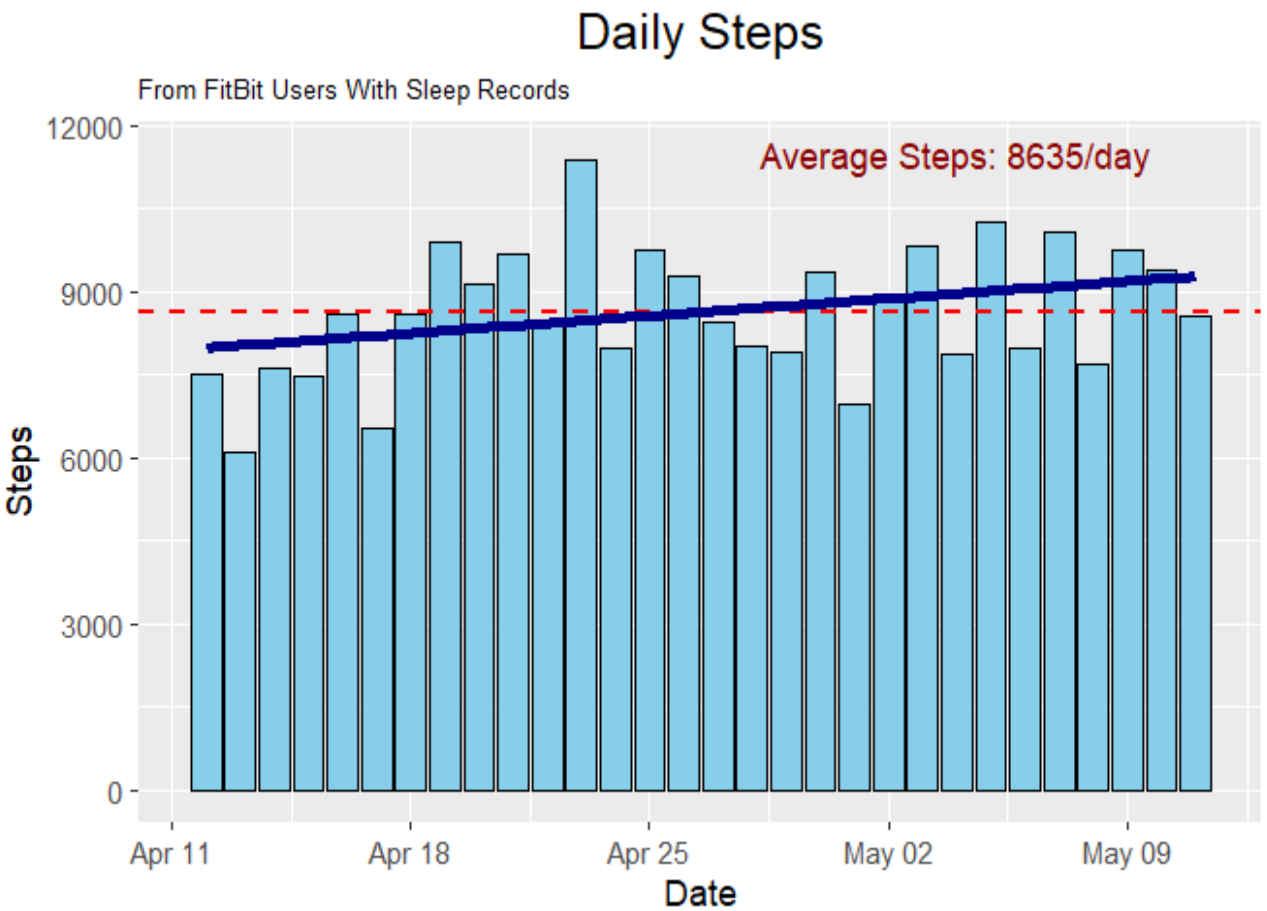 Daily Steps
From FitBit Users With Sleep Records
Average Steps: 8635/day
12000
9000
6000
3000
0
Steps
Apr 11 Apr 18 Apr 25 May 02 May 09
Date